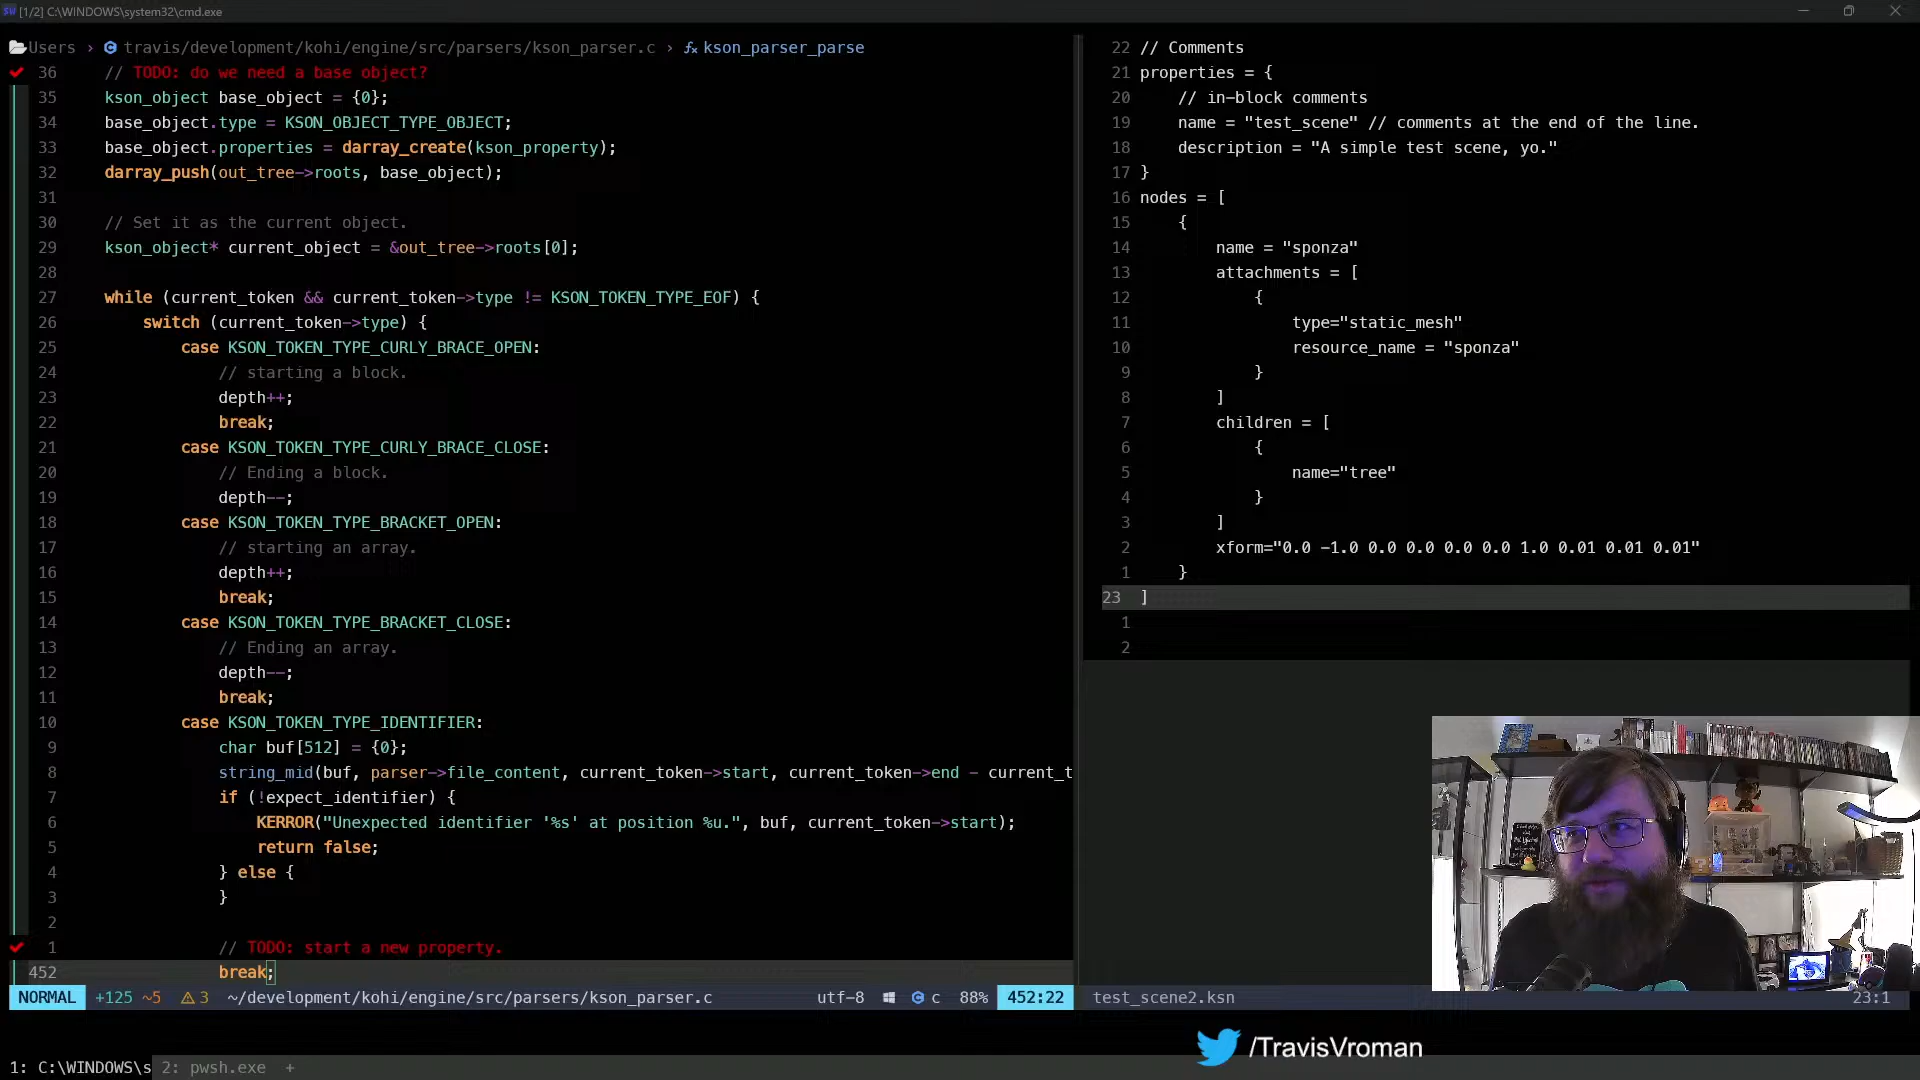 [1/2] C:\WINDOWS\system32\cmd.exe
Users › travis/development/kohi/engine/src/parsers/kson_parser.c › kson_parser_parse
36 // TODO: do we need a base object?
35 kson_object base_object = {0};
34 base_object.type = KSON_OBJECT_TYPE_OBJECT;
33 base_object.properties = darray_create(kson_property);
32 darray_push(out_tree->roots, base_object);
31
30 // Set it as the current object.
29 kson_object* current_object = &out_tree->roots[0];
28
27 while (current_token && current_token->type != KSON_TOKEN_TYPE_EOF) {
26 switch (current_token->type) {
25 case KSON_TOKEN_TYPE_CURLY_BRACE_OPEN:
24 // starting a block.
23 depth++;
22 break;
21 case KSON_TOKEN_TYPE_CURLY_BRACE_CLOSE:
20 // Ending a block.
19 depth--;
18 case KSON_TOKEN_TYPE_BRACKET_OPEN:
17 // starting an array.
16 depth++;
15 break;
14 case KSON_TOKEN_TYPE_BRACKET_CLOSE:
13 // Ending an array.
12 depth--;
11 break;
10 case KSON_TOKEN_TYPE_IDENTIFIER:
9 char buf[512] = {0};
8 string_mid(buf, parser->file_content, current_token->start, current_token->end - current_t
7 if (!expect_identifier) {
6 KERROR("Unexpected identifier '%s' at position %u.", buf, current_token->start);
5 return false;
4 } else {
3 }
2
1 // TODO: start a new property.
452 break;
NORMAL +125 ~5 3 ~/development/kohi/engine/src/parsers/kson_parser.c utf-8 c 88% 452:22
22 // Comments
21 properties = {
20 // in-block comments
19 name = "test_scene" // comments at the end of the line.
18 description = "A simple test scene, yo."
17 }
16 nodes = [
15 {
14 name = "sponza"
13 attachments = [
12 {
11 type="static_mesh"
10 resource_name = "sponza"
9 }
8 ]
7 children = [
6 {
5 name="tree"
4 }
3 ]
2 xform="0.0 -1.0 0.0 0.0 0.0 0.0 1.0 0.01 0.01 0.01"
1 }
23 ]
1
2
test_scene2.ksn 23:1
/TravisVroman
1: C:\WINDOWS\s 2: pwsh.exe +